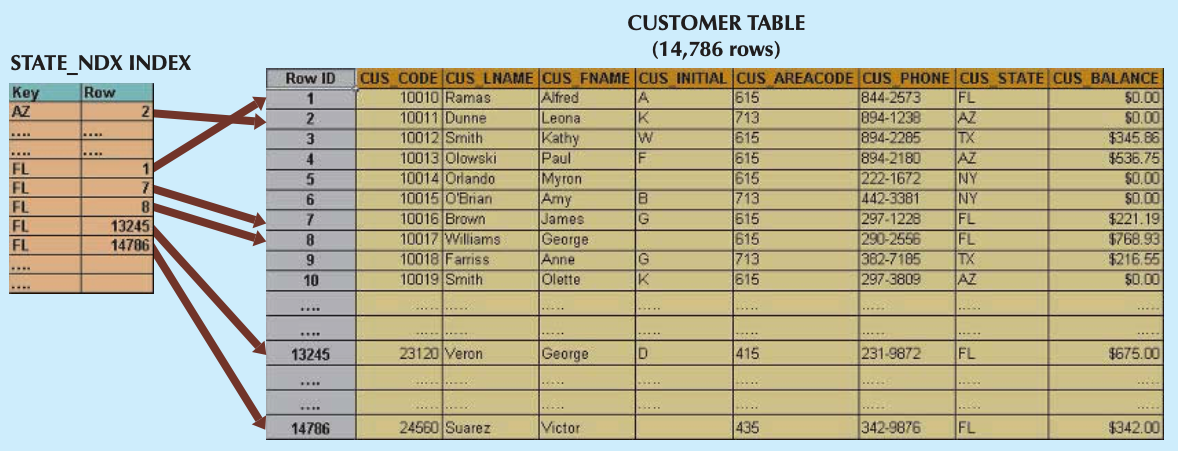 CUSTOMER TABLE
(14,786 rows)
STATE_NDX INDEX
Key Row
AZ 2
.... ....
.... ....
FL 1
FL 7
FL 8
FL 13245
FL 14786
....
....
Row ID CUS_CODE CUS_LNAME CUS_FNAME CUS_INITIAL CUS_AREACODE CUS_PHONE CUS_STATE CUS_BALANCE
1 10010 Ramas Alfred A 615 844-2573 FL $0.00
2 10011 Dunne Leona K 713 894-1238 AZ $0.00
3 10012 Smith Kathy W 615 894-2285 TX $345.86
4 10013 Olowski Paul F 615 894-2180 AZ $536.75
5 10014 Orlando Myron 615 222-1672 NY $0.00
6 10015 O'Brian Amy B 713 442-3381 NY $0.00
7 10016 Brown James G 615 297-1228 FL $221.19
8 10017 Williams George 615 290-2556 FL $768.93
9 10018 Farriss Anne G 713 382-7185 TX $216.55
10 10019 Smith Olette K 615 297-3809 AZ $0.00
.... ..... ..... ..... ..... ..... ..... ..... .....
.... ..... ..... ..... ..... ..... ..... ..... .....
13245 23120 Veron George D 415 231-9872 FL $675.00
.... ..... ..... ..... ..... ..... ..... ..... .....
.... ..... ..... ..... ..... ..... ..... ..... .....
14786 24560 Suarez Victor 435 342-9876 FL $342.00